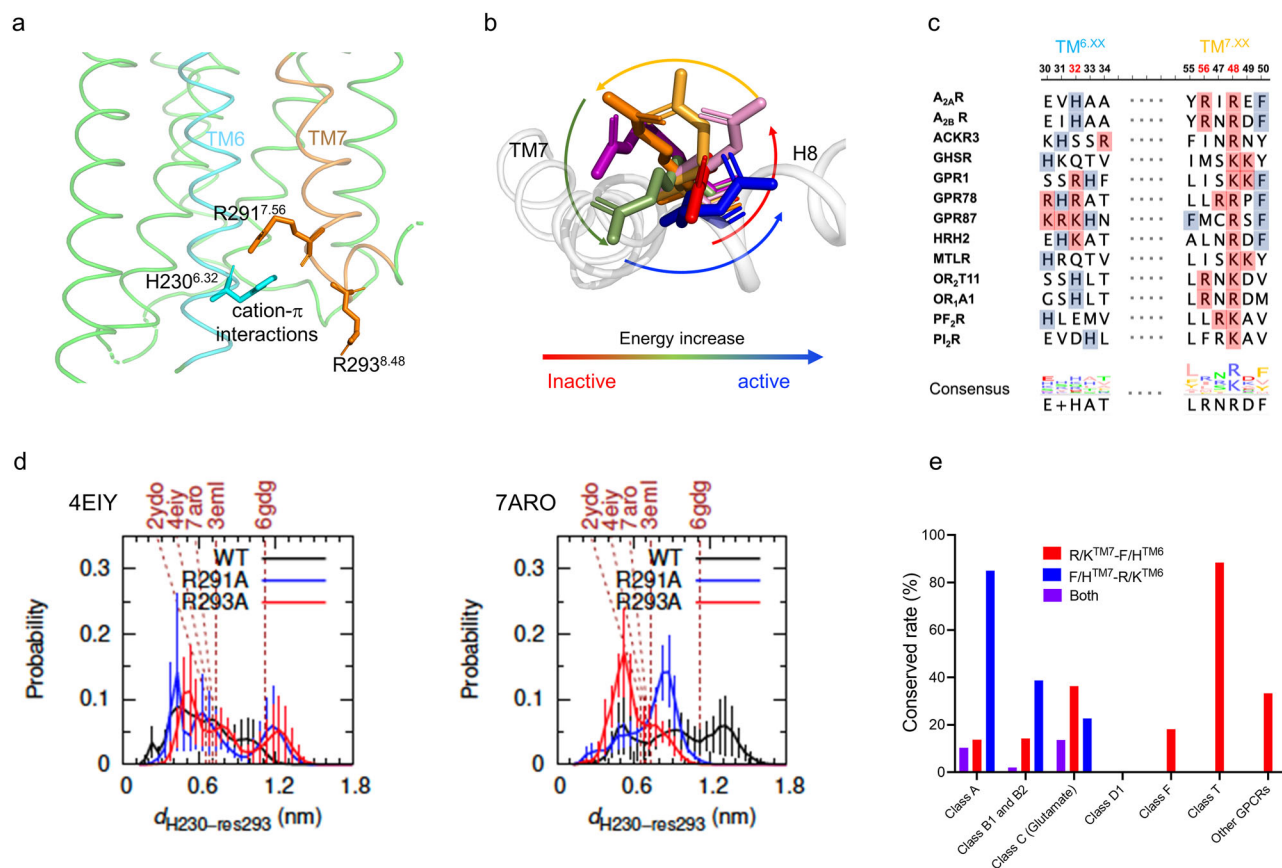 a
TM6
TM7
R291^7.56
H230^6.32
cation-π
interactions
R293^8.48
b
TM7
H8
Energy increase
Inactive
active
c
TM^6.XX
TM^7.XX
30 31 32 33 34
55 56 47 48 49 50
A2AR E V H A A .... Y R I R E F
A2B R E I H A A .... Y R N R D F
ACKR3 K H S S R .... F I N R N Y
GHSR H K Q T V .... I M S K K Y
GPR1 S S R H F .... L I S K K F
GPR78 R H R A T .... L L R R P F
GPR87 K R K H N .... F M C R S F
HRH2 E H K A T .... A L N R D F
MTLR H R Q T V .... L I S K K Y
OR2T11 S S H L T .... L R N K D V
OR1A1 G S H L T .... L R N R D M
PF2R H L E M V .... L L R K A V
PI2R E V D H L .... L F R K A V
Consensus
E + H A T .... L R N R D F
d
4EIY
2ydo
4eiy
7aro
3eml
6gdg
WT
R291A
R293A
Probability
0.3
0.2
0.1
0
0 0.6 1.2 1.8
dH230–res293 (nm)
7ARO
2ydo
4eiy
7aro
3eml
6gdg
WT
R291A
R293A
Probability
0.3
0.2
0.1
0
0 0.6 1.2 1.8
dH230–res293 (nm)
e
Conserved rate (%)
100
80
60
40
20
0
R/K^TM7-F/H^TM6
F/H^TM7-R/K^TM6
Both
Class A
Class B1 and B2
Class C (Glutamate)
Class D1
Class F
Class T
Other GPCRs